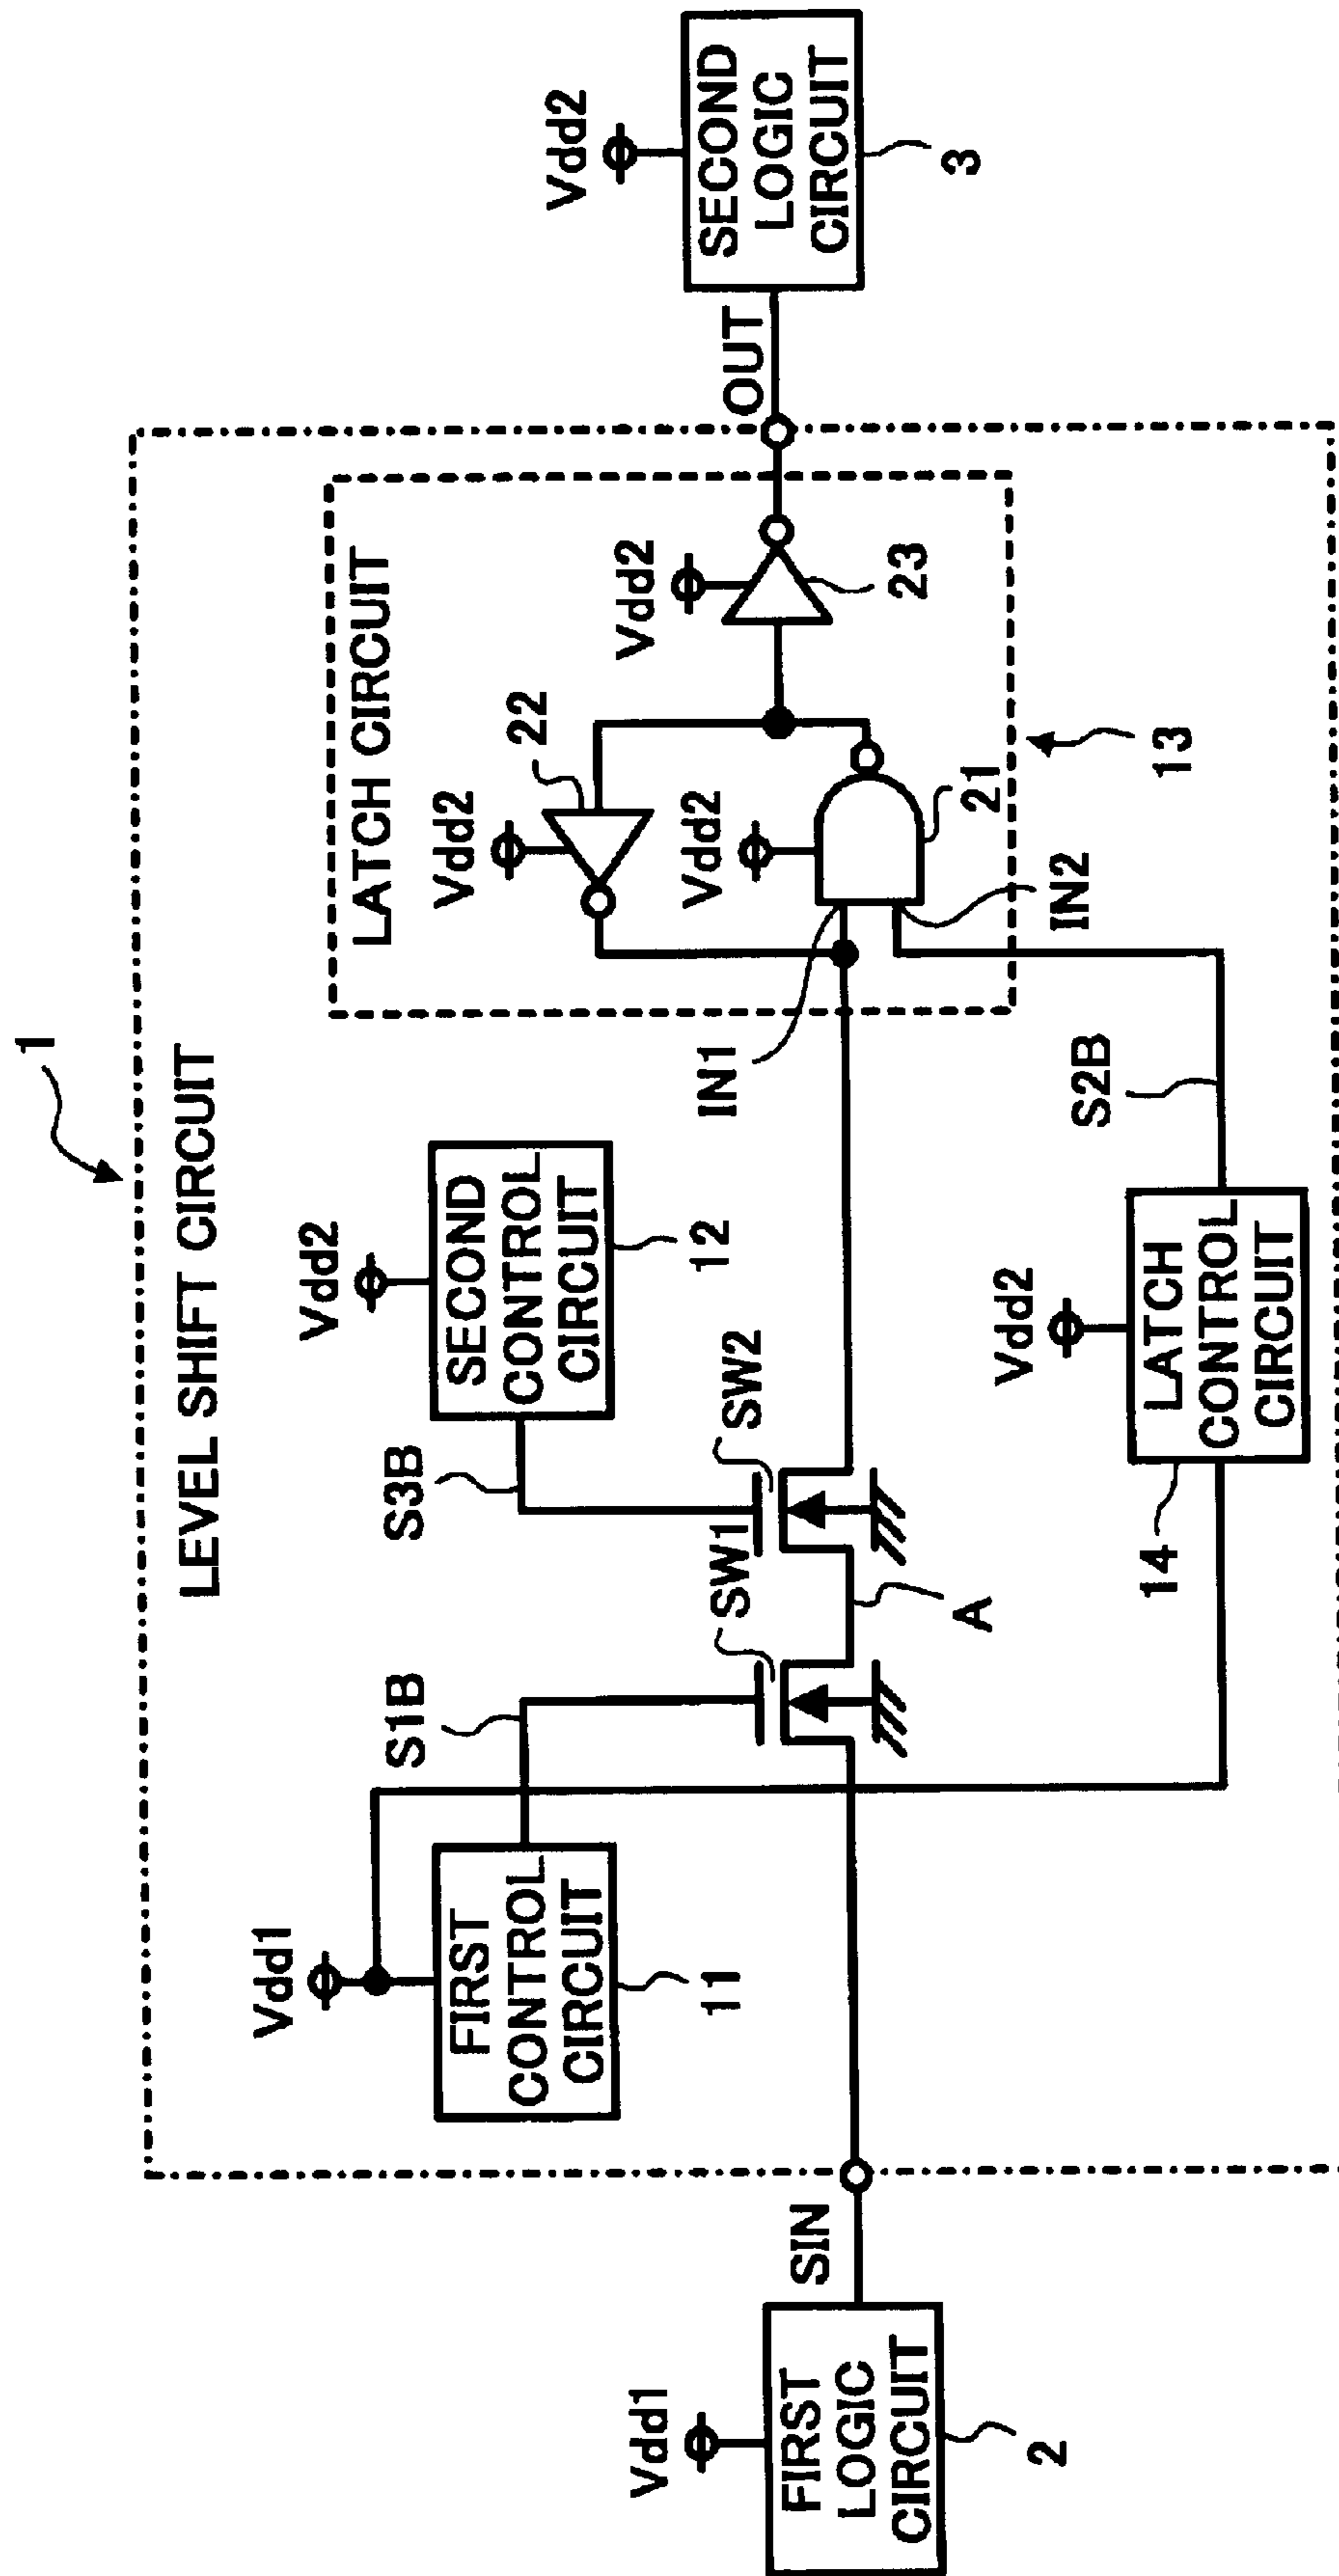 1
LEVEL SHIFT CIRCUIT
Vdd1
FIRST
CONTROL
CIRCUIT
11
S1B
Vdd2
SECOND
CONTROL
CIRCUIT
12
S3B
SW1
SW2
A
LATCH CIRCUIT
Vdd2
22
Vdd2
21
IN1
IN2
Vdd2
23
13
Vdd2
LATCH
CONTROL
CIRCUIT
14
S2B
Vdd1
FIRST
LOGIC
CIRCUIT
2
SIN
OUT
Vdd2
SECOND
LOGIC
CIRCUIT
3